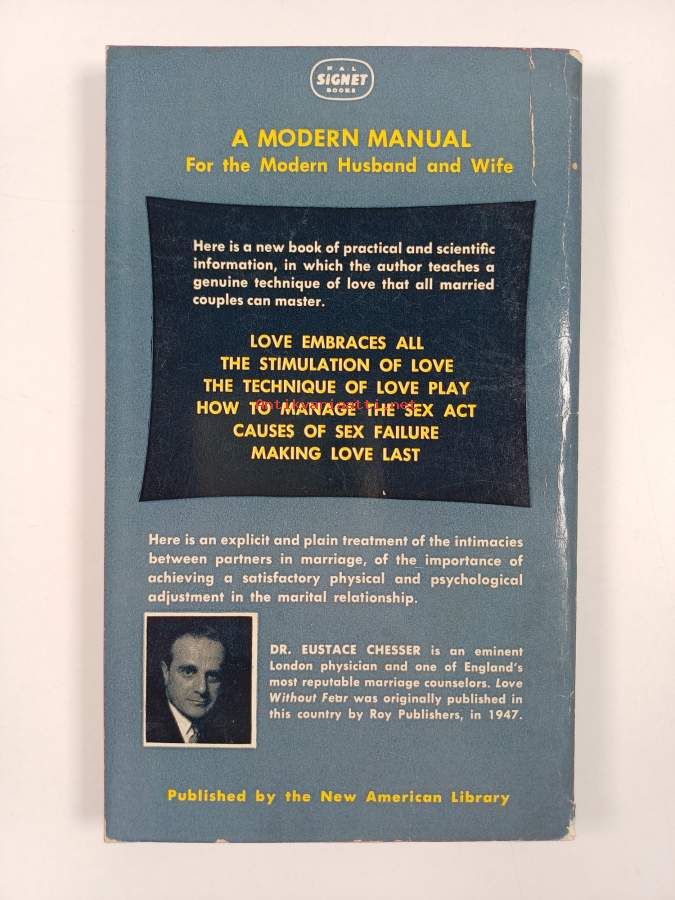 NAL
SIGNET
BOOKS
A MODERN MANUAL
For the Modern Husband and Wife
Here is a new book of practical and scientific
information, in which the author teaches a
genuine technique of love that all married
couples can master.
LOVE EMBRACES ALL
THE STIMULATION OF LOVE
THE TECHNIQUE OF LOVE PLAY
Antikvariaatti.net
HOW TO MANAGE THE SEX ACT
CAUSES OF SEX FAILURE
MAKING LOVE LAST
Here is an explicit and plain treatment of the intimacies
between partners in marriage, of the importance of
achieving a satisfactory physical and psychological
adjustment in the marital relationship.
DR. EUSTACE CHESSER is an eminent
London physician and one of England's
most reputable marriage counselors. Love
Without Fear was originally published in
this country by Roy Publishers, in 1947.
Published by the New American Library